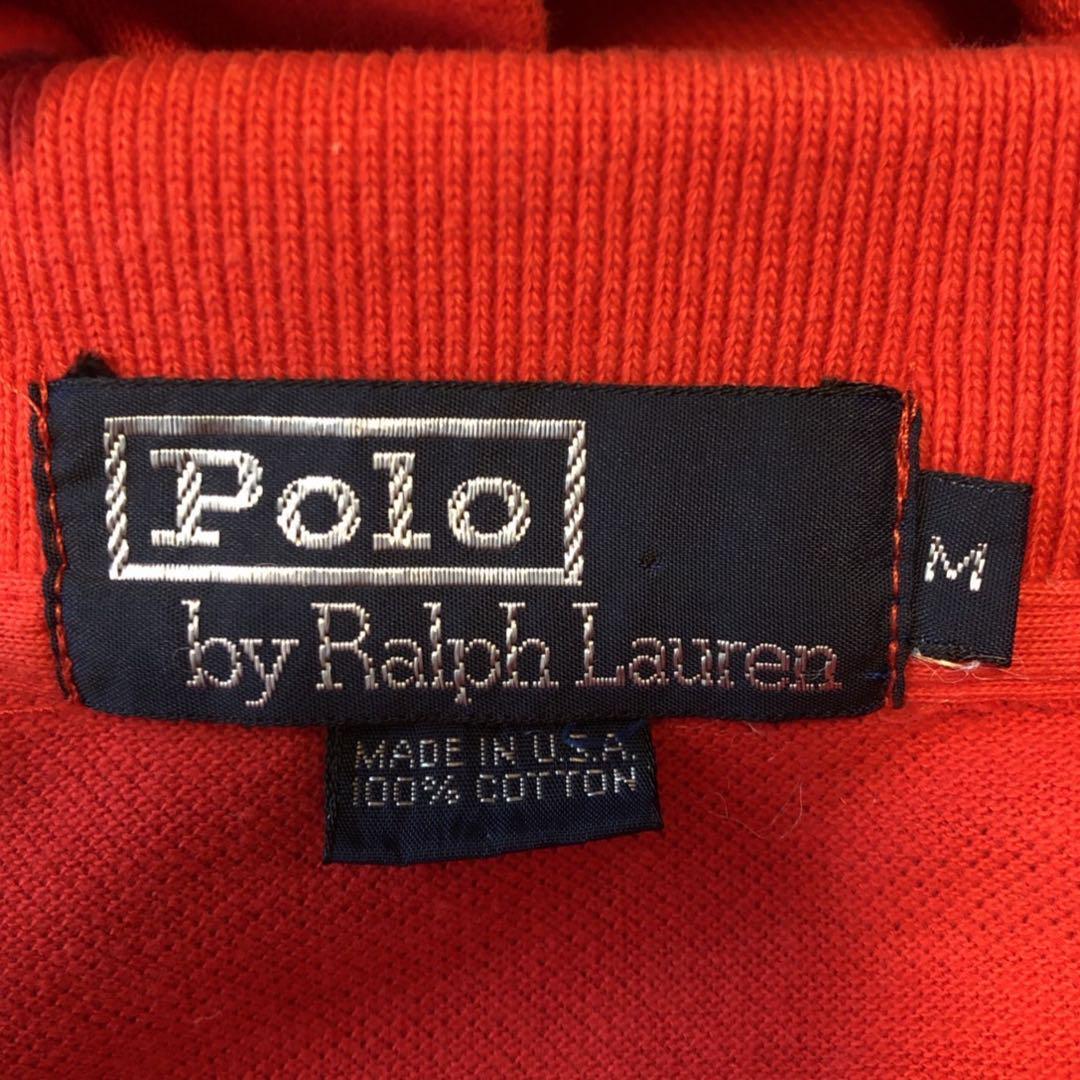 Polo
by Ralph Lauren
M
MADE IN U.S.A.
100% COTTON